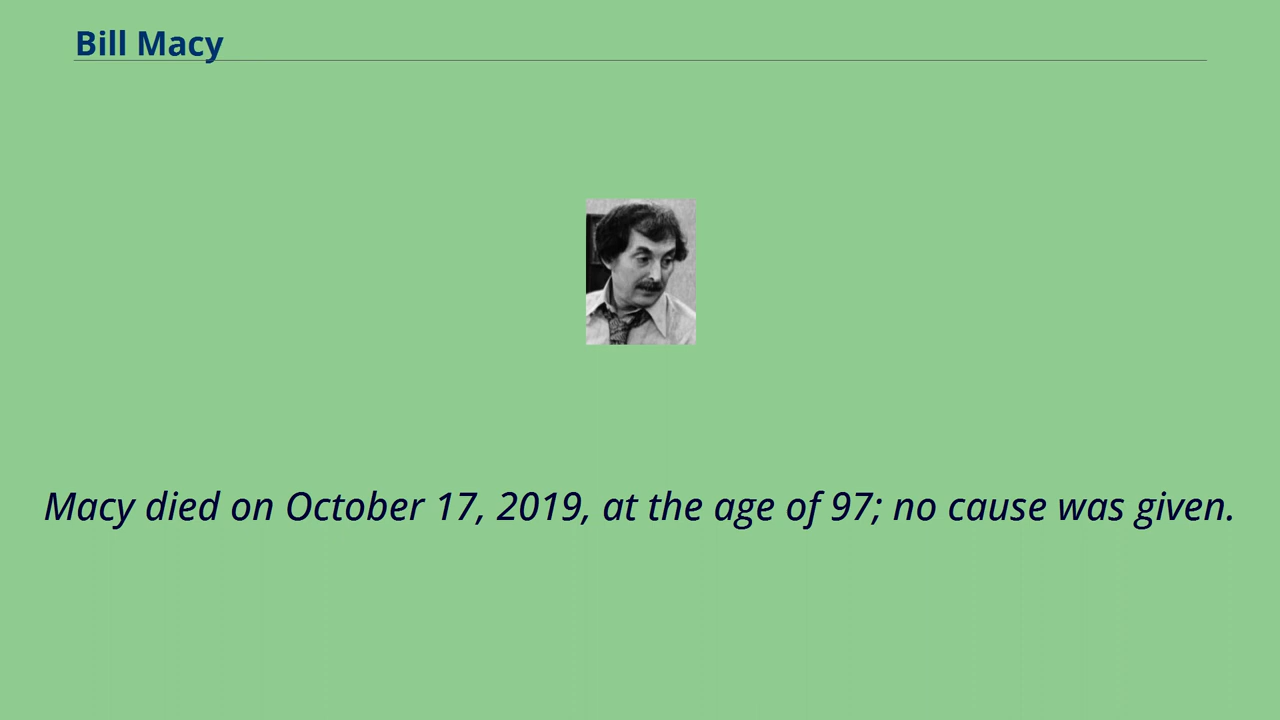 Bill Macy
Macy died on October 17, 2019, at the age of 97; no cause was given.